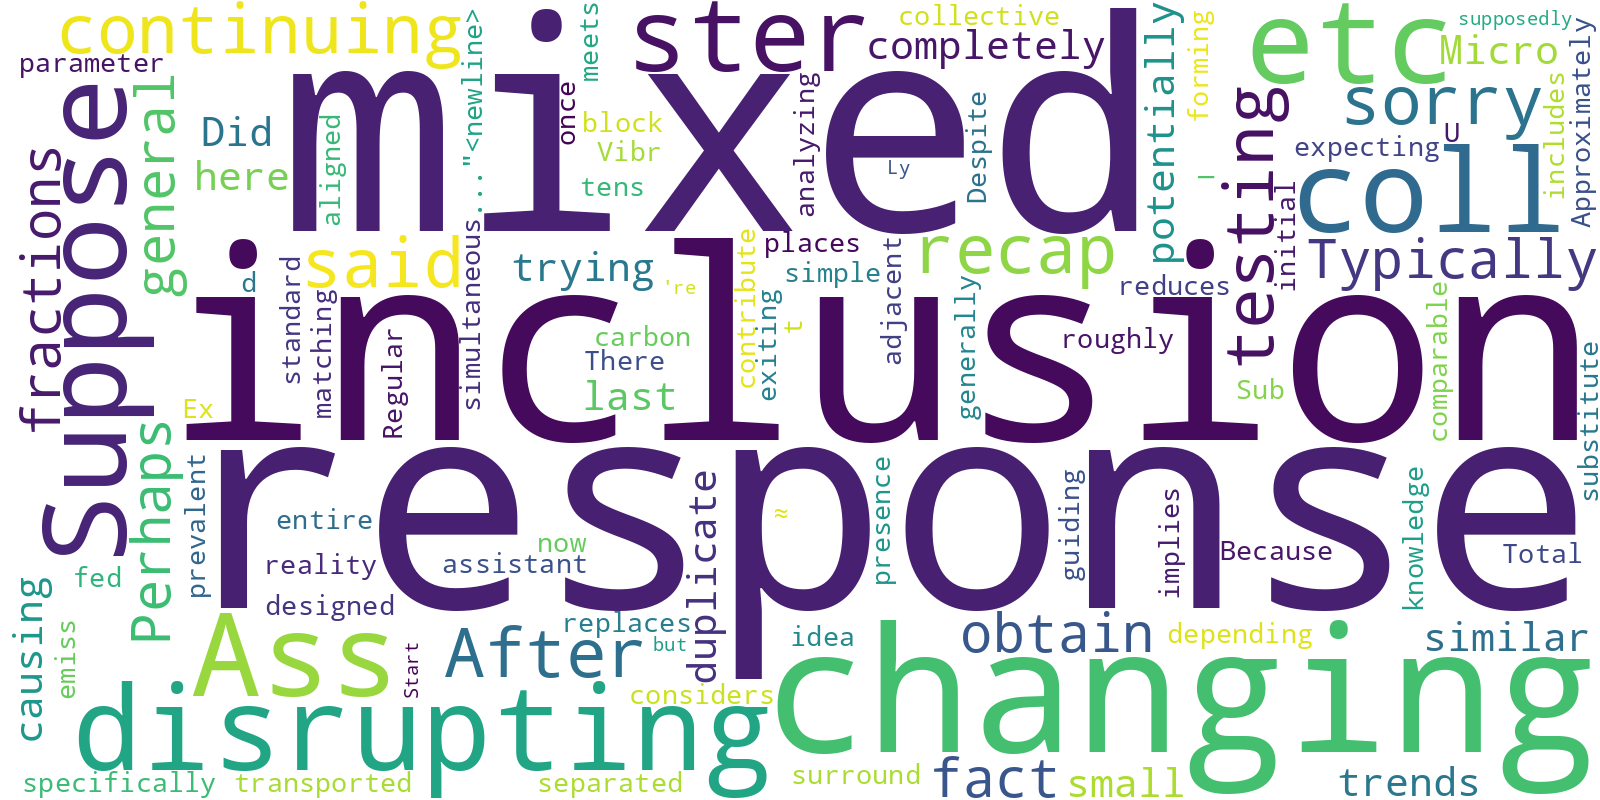 continuing
ster
collective
completely
etc
supposedly
Micro
parameter
mixed
..."<newline>
meets
potentially
forming
Approximately
Suppose
general
Did
here
aligned
once
block
Vibr
tens
analyzing
Ly
Despite
testing
sorry
U
expecting
includes
coll
l
initial
fractions
said
d
standard
matching
simultaneous
trying
contribute
're
places
simple
exiting
t
adjacent
recap
generally
reduces
Typically
inclusion
Regular
carbon
There
last
roughly
Sub
comparable
substitute
Ex
Perhaps
prevalent
response
entire
reality
designed
now
assistant
duplicate
≈
presence
guiding
implies
Because
knowledge
Total
fed
causing
emiss
Ass
Start
After
replaces
but
idea
obtain
depending
similar
considers
disrupting
changing
specifically
transported
separated
surround
fact
small
trends